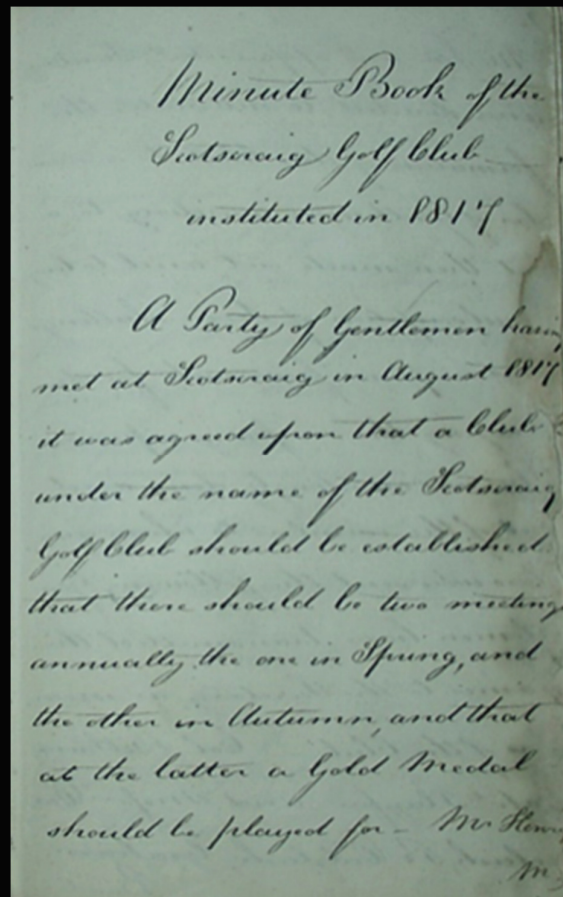 Minute Book of the
Scotscraig Golf Club
instituted in 1817
A Party of Gentlemen having
met at Scotscraig in August 1817
it was agreed upon that a Club
under the name of the Scotscraig
Golf Club should be established
that there should be two meetings
annually, the one in Spring, and
the other in Autumn, and that
at the latter a Gold Medal
should be played for - Mr Henry